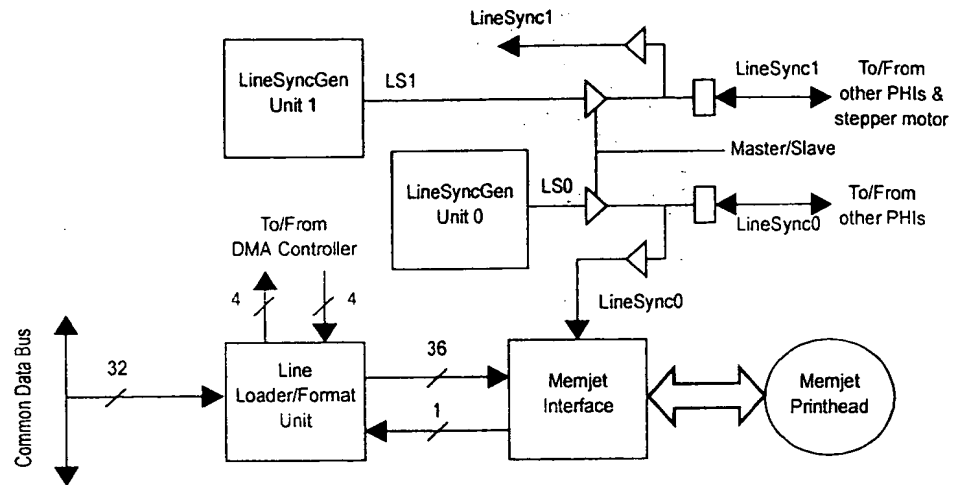 LineSync1
LineSyncGen
Unit 1
LS1
LineSync1
To/From
other PHIs &
stepper motor
Master/Slave
LineSyncGen
Unit 0
LS0
To/From
other PHIs
LineSync0
To/From
DMA Controller
4
4
LineSync0
Common Data Bus
32
Line
Loader/Format
Unit
36
1
Memjet
Interface
Memjet
Printhead